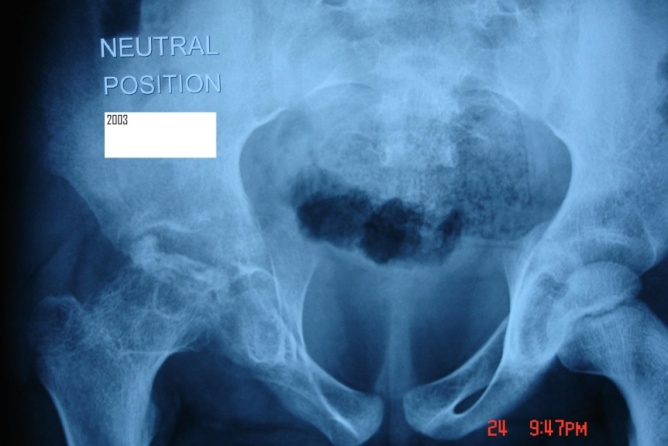 NEUTRAL
POSITION
2003
24 9:47PM